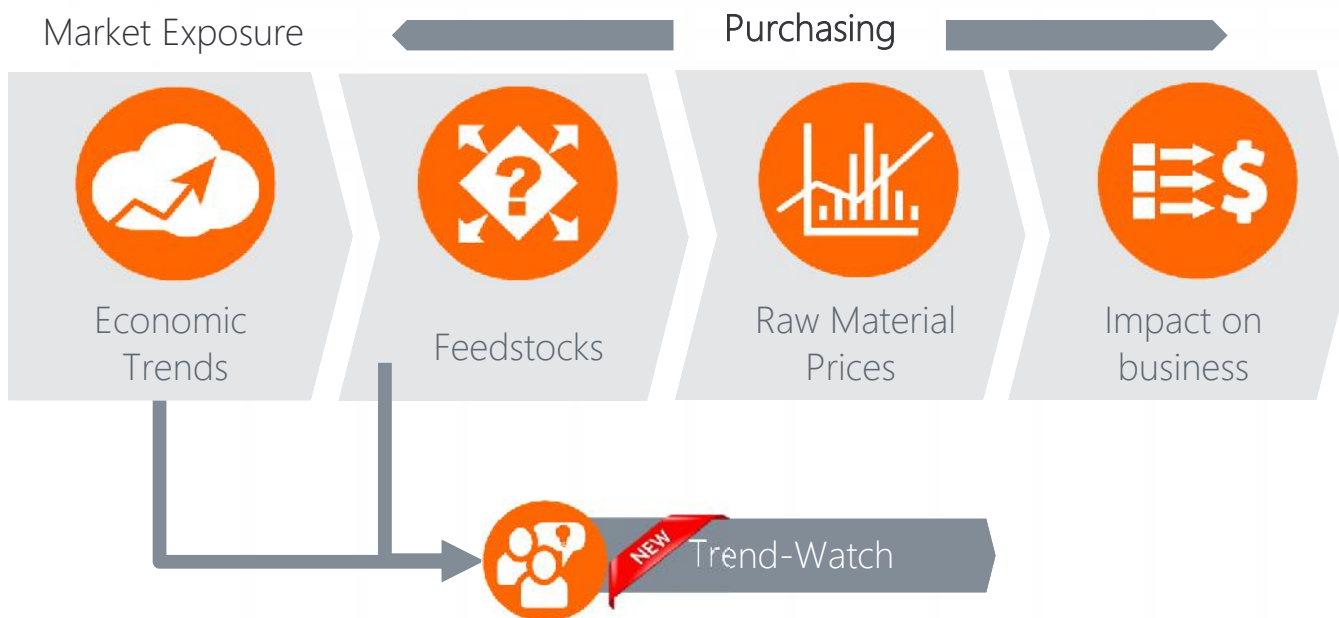 Market Exposure
Purchasing
?
$
Economic
Trends
Feedstocks
Raw Material
Prices
Impact on
business
NEW
Trend-Watch